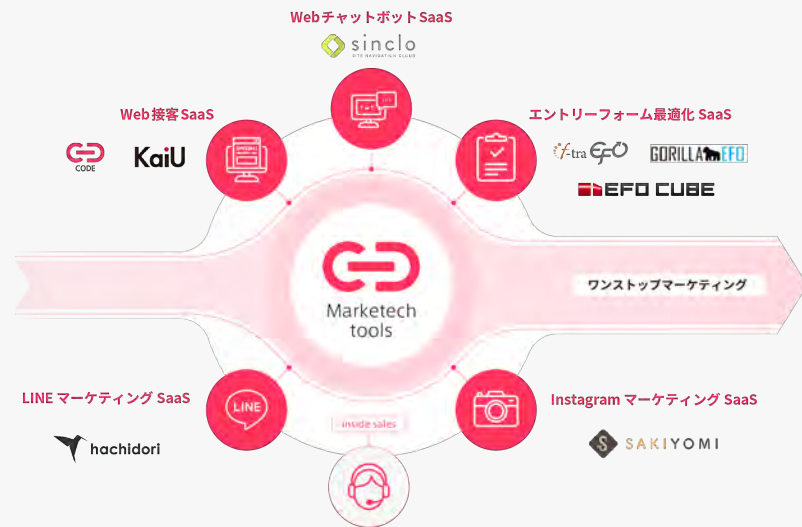 WebチャットボットSaaS
sinclo
SITE NAVIGATION CLOUD
Web接客SaaS
エントリーフォーム最適化 SaaS
CODE
KaiU
f-tra EFO
GORILLA EFO
EFO CUBE
Marketech
tools
ワンストップマーケティング
LINE マーケティング SaaS
LINE
Instagram マーケティング SaaS
inside sales
hachidori
SAKIYOMI